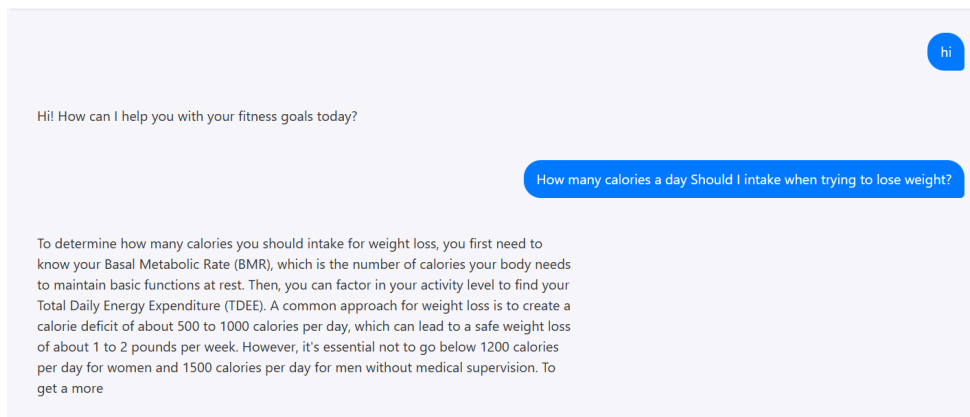 hi
Hi! How can I help you with your fitness goals today?
How many calories a day Should I intake when trying to lose weight?
To determine how many calories you should intake for weight loss, you first need to
know your Basal Metabolic Rate (BMR), which is the number of calories your body needs
to maintain basic functions at rest. Then, you can factor in your activity level to find your
Total Daily Energy Expenditure (TDEE). A common approach for weight loss is to create a
calorie deficit of about 500 to 1000 calories per day, which can lead to a safe weight loss
of about 1 to 2 pounds per week. However, it's essential not to go below 1200 calories
per day for women and 1500 calories per day for men without medical supervision. To
get a more